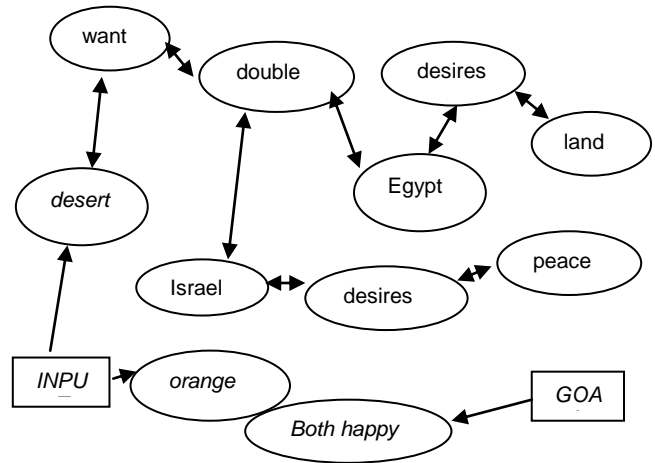 want
double
desires
land
desert
Egypt
Israel
desires
peace
INPU
orange
GOA
Both happy